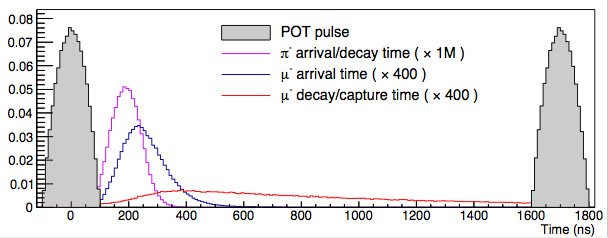 0.08
0.07
0.06
0.05
0.04
0.03
0.02
0.01
0
POT pulse
π⁻ arrival/decay time ( × 1M )
μ⁻ arrival time ( × 400 )
μ⁻ decay/capture time ( × 400 )
0 200 400 600 800 1000 1200 1400 1600 1800
Time (ns)